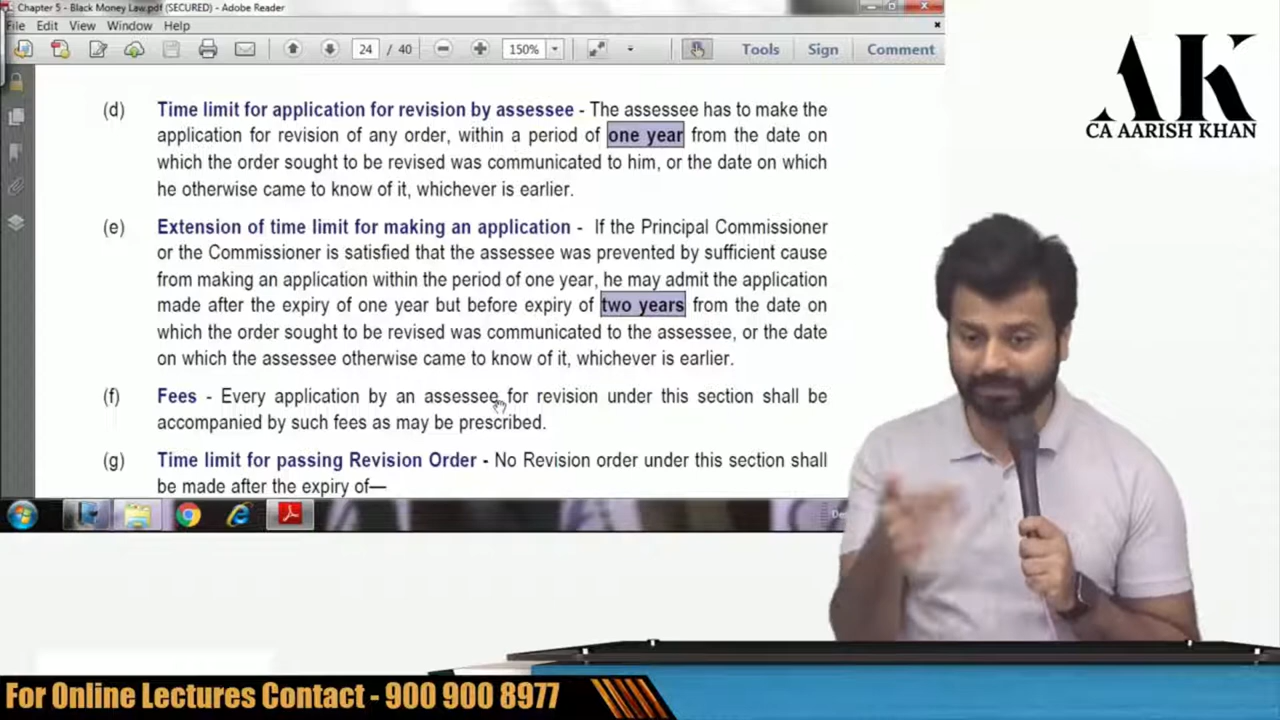 Chapter 5 - Black Money Law.pdf (SECURED) - Adobe Reader
File Edit View Window Help
24 / 40 150% Tools Sign Comment
(d) Time limit for application for revision by assessee - The assessee has to make the
application for revision of any order, within a period of one year from the date on
which the order sought to be revised was communicated to him, or the date on which
he otherwise came to know of it, whichever is earlier.
(e) Extension of time limit for making an application - If the Principal Commissioner
or the Commissioner is satisfied that the assessee was prevented by sufficient cause
from making an application within the period of one year, he may admit the application
made after the expiry of one year but before expiry of two years from the date on
which the order sought to be revised was communicated to the assessee, or the date
on which the assessee otherwise came to know of it, whichever is earlier.
(f) Fees - Every application by an assessee for revision under this section shall be
accompanied by such fees as may be prescribed.
(g) Time limit for passing Revision Order - No Revision order under this section shall
be made after the expiry of—
AK
CA AARISH KHAN
For Online Lectures Contact - 900 900 8977